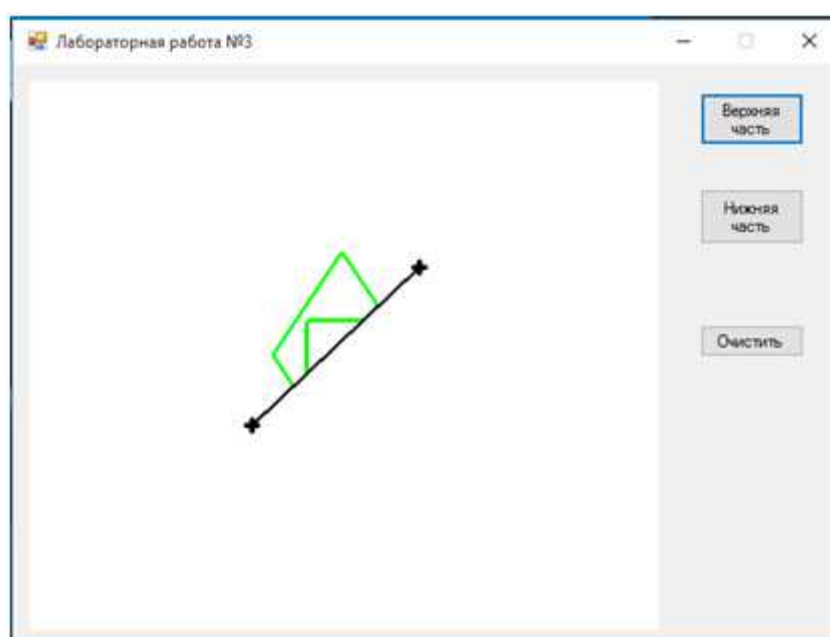 Лабораторная работа №3
Верхняя
часть
Нижняя
часть
Очистить